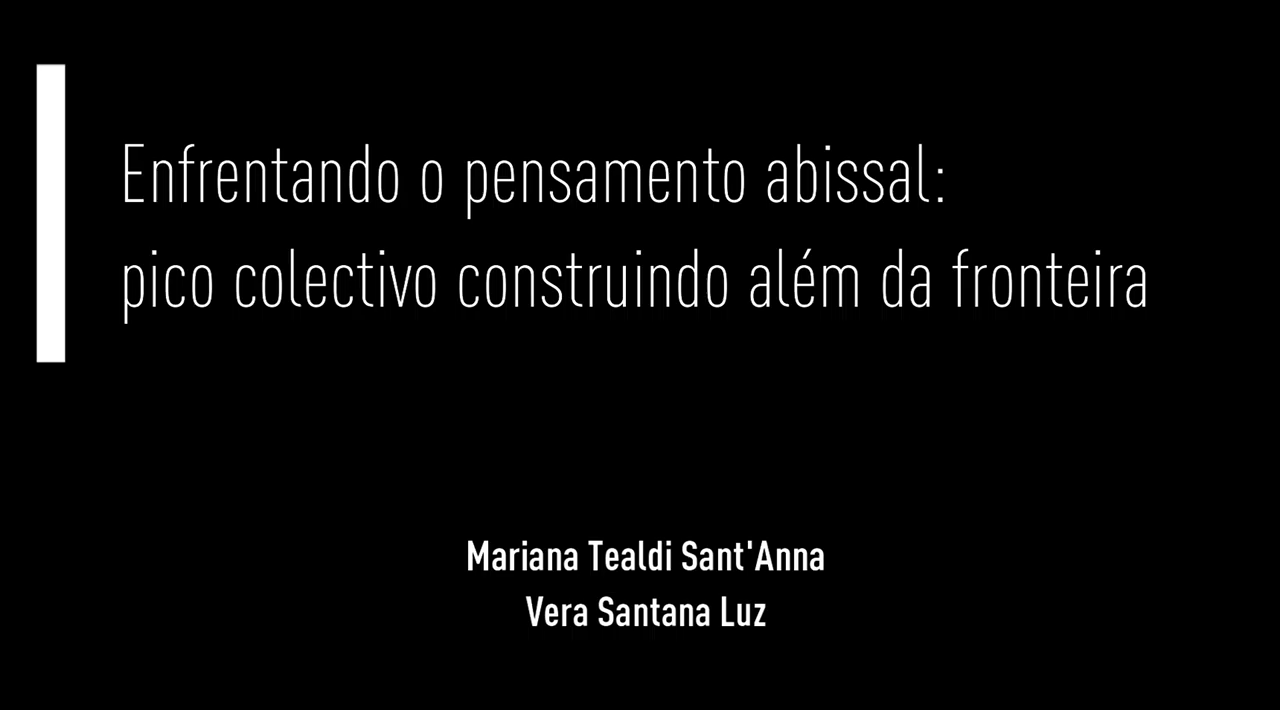 Enfrentando o pensamento abissal:
pico colectivo construindo além da fronteira
Mariana Tealdi Sant'Anna
Vera Santana Luz